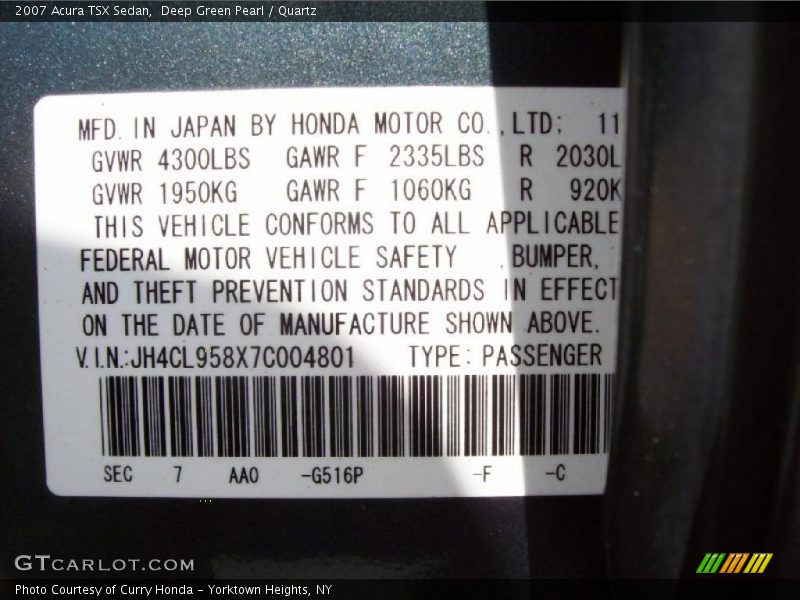 2007 Acura TSX Sedan,  Deep Green Pearl / Quartz
MFD. IN JAPAN BY HONDA MOTOR CO.,LTD: 11
GVWR 4300LBS GAWR F 2335LBS R 2030L
GVWR 1950KG GAWR F 1060KG R 920K
THIS VEHICLE CONFORMS TO ALL APPLICABLE
FEDERAL MOTOR VEHICLE SAFETY ,BUMPER,
AND THEFT PREVENTION STANDARDS IN EFFECT
ON THE DATE OF MANUFACTURE SHOWN ABOVE.
V.I.N.:JH4CL958X7C004801 TYPE: PASSENGER
SEC 7 AAO -G516P -F -C
GTCARLOT.COM
Photo Courtesy of Curry Honda - Yorktown Heights, NY